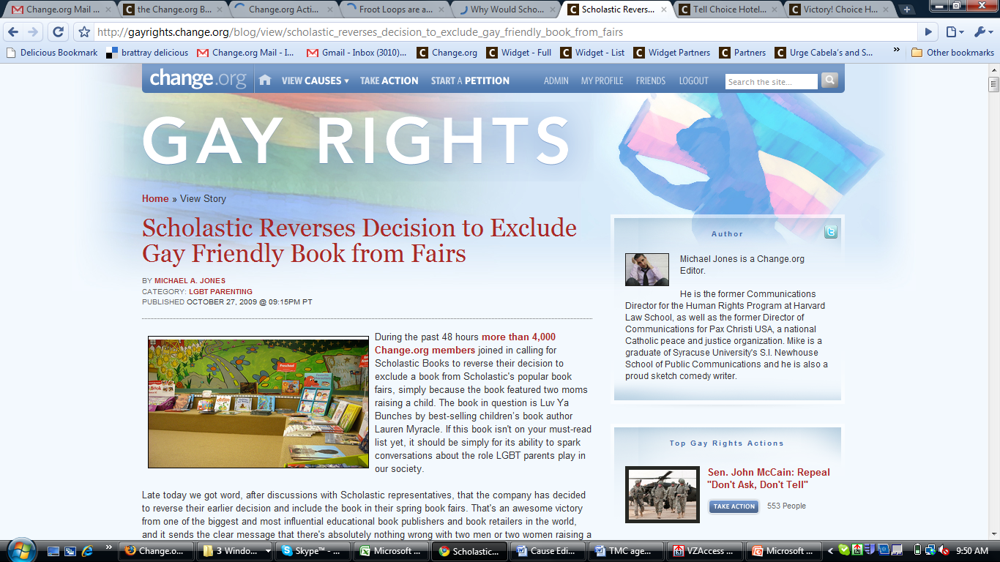 Change.org Mail ...
the Change.org B...
Change.org Acti...
Froot Loops are a...
Why Would Scho...
Scholastic Revers...
Tell Choice Hotel...
Victory! Choice H...
http://gayrights.change.org/blog/view/scholastic_reverses_decision_to_exclude_gay_friendly_book_from_fairs
Delicious Bookmark
brattray delicious
Change.org Mail - I...
Gmail - Inbox (3010)...
Change.org
Widget - Full
Widget - List
Widget Partners
Partners
Urge Cabela's and S...
»
Other bookmarks
change.org
VIEW CAUSES
TAKE ACTION
START A PETITION
ADMIN
MY PROFILE
FRIENDS
LOGOUT
Search the site...
GAY RIGHTS
Home » View Story
Scholastic Reverses Decision to Exclude
Gay Friendly Book from Fairs
BY MICHAEL A. JONES
CATEGORY: LGBT PARENTING
PUBLISHED OCTOBER 27, 2009 @ 09:15PM PT
Preschool
During the past 48 hours more than 4,000
Change.org members joined in calling for
Scholastic Books to reverse their decision to
exclude a book from Scholastic's popular book
fairs, simply because the book featured two moms
raising a child. The book in question is Luv Ya
Bunches by best-selling children's book author
Lauren Myracle. If this book isn't on your must-read
list yet, it should be simply for its ability to spark
conversations about the role LGBT parents play in
our society.
Late today we got word, after discussions with Scholastic representatives, that the company has decided
to reverse their earlier decision and include the book in their spring book fairs. That's an awesome victory
from one of the biggest and most influential educational book publishers and book retailers in the world,
and it sends the clear message that there's absolutely nothing wrong with two men or two women raising a
Author
Michael Jones is a Change.org
Editor.
He is the former Communications
Director for the Human Rights Program at Harvard
Law School, as well as the former Director of
Communications for Pax Christi USA, a national
Catholic peace and justice organization. Mike is a
graduate of Syracuse University's S.I. Newhouse
School of Public Communications and he is also a
proud sketch comedy writer.
Top Gay Rights Actions
Sen. John McCain: Repeal
"Don't Ask, Don't Tell"
TAKE ACTION
553 People
»
Change.o...
3 Windo...
Skype™ - ...
Microsoft ...
Scholastic...
Cause Edi...
TMC age...
VZAccess ...
Microsoft ...
9:50 AM